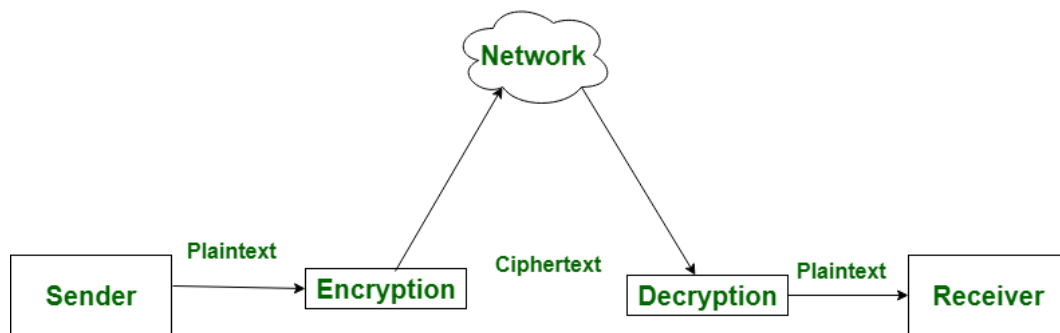 Network
Plaintext
Ciphertext
Plaintext
Sender
Encryption
Decryption
Receiver